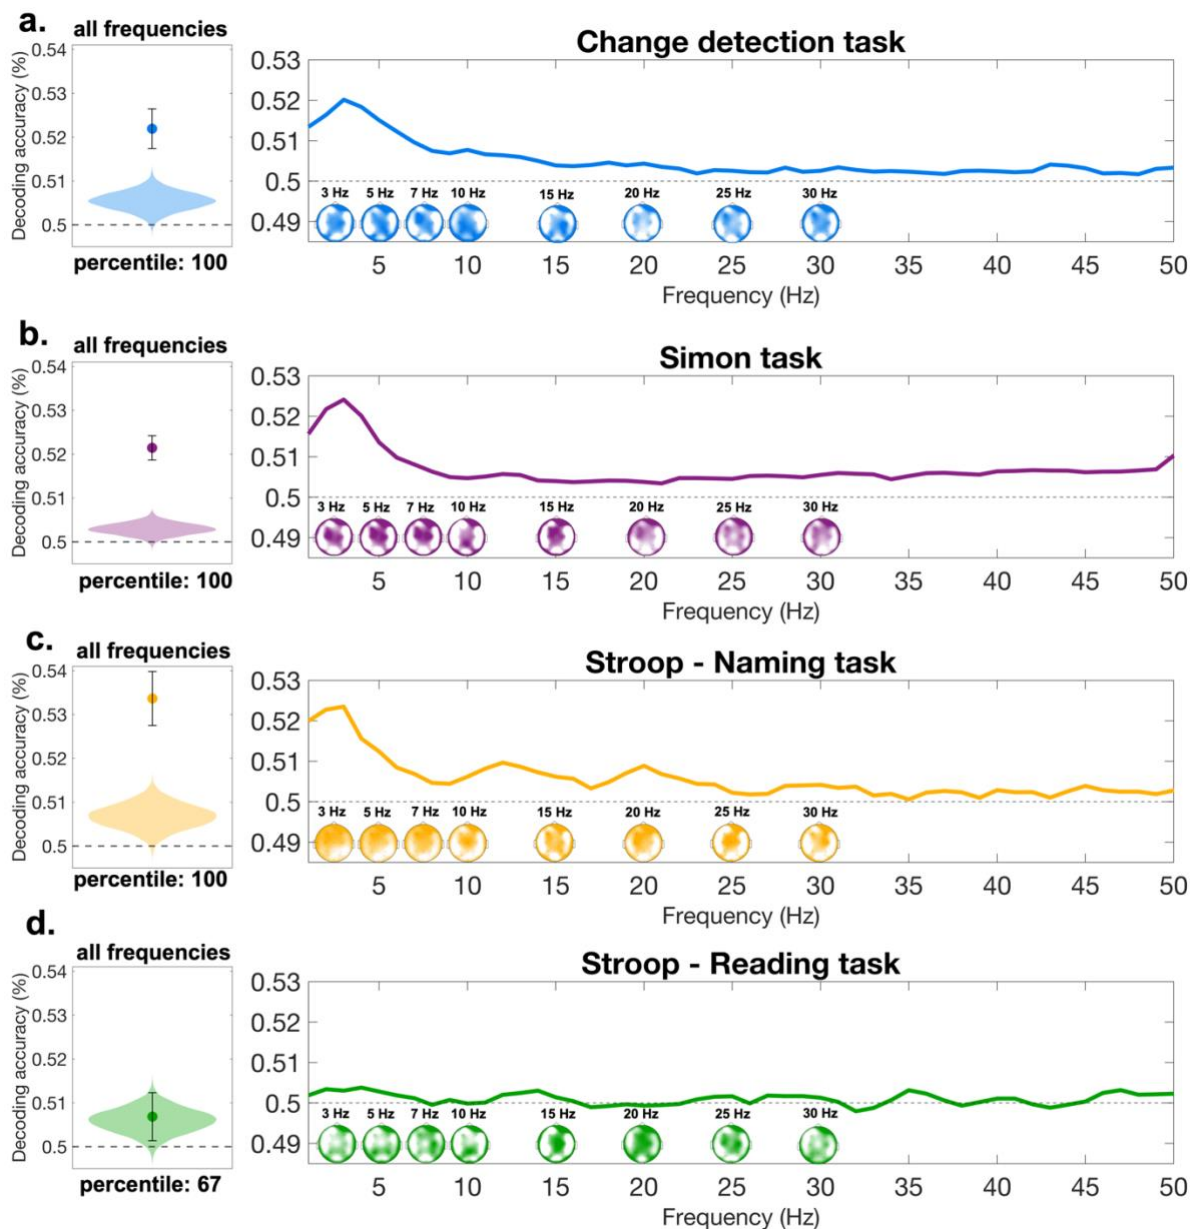 a.
all frequencies
Decoding accuracy (%)
0.54
0.53
0.52
0.51
0.5
percentile: 100
Change detection task
0.53
0.52
0.51
0.5
0.49
3 Hz 5 Hz 7 Hz 10 Hz 15 Hz 20 Hz 25 Hz 30 Hz
5 10 15 20 25 30 35 40 45 50
Frequency (Hz)
b.
all frequencies
Decoding accuracy (%)
0.54
0.53
0.52
0.51
0.5
percentile: 100
Simon task
0.53
0.52
0.51
0.5
0.49
3 Hz 5 Hz 7 Hz 10 Hz 15 Hz 20 Hz 25 Hz 30 Hz
5 10 15 20 25 30 35 40 45 50
Frequency (Hz)
c.
all frequencies
Decoding accuracy (%)
0.54
0.53
0.52
0.51
0.5
percentile: 100
Stroop - Naming task
0.53
0.52
0.51
0.5
0.49
3 Hz 5 Hz 7 Hz 10 Hz 15 Hz 20 Hz 25 Hz 30 Hz
5 10 15 20 25 30 35 40 45 50
Frequency (Hz)
d.
all frequencies
Decoding accuracy (%)
0.54
0.53
0.52
0.51
0.5
percentile: 67
Stroop - Reading task
0.53
0.52
0.51
0.5
0.49
3 Hz 5 Hz 7 Hz 10 Hz 15 Hz 20 Hz 25 Hz 30 Hz
5 10 15 20 25 30 35 40 45 50
Frequency (Hz)